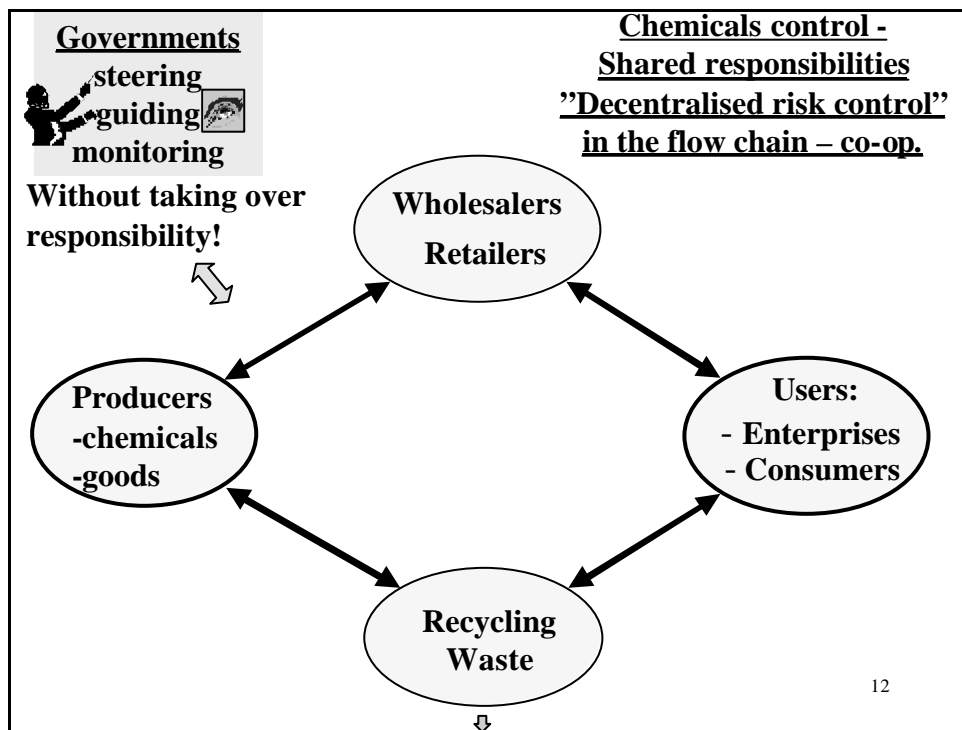 Governments
steering
guiding
monitoring
Without taking over
responsibility!
Chemicals control -
Shared responsibilities
”Decentralised risk control”
in the flow chain – co-op.
Wholesalers
Retailers
Producers
-chemicals
-goods
Users:
- Enterprises
- Consumers
Recycling
Waste
12